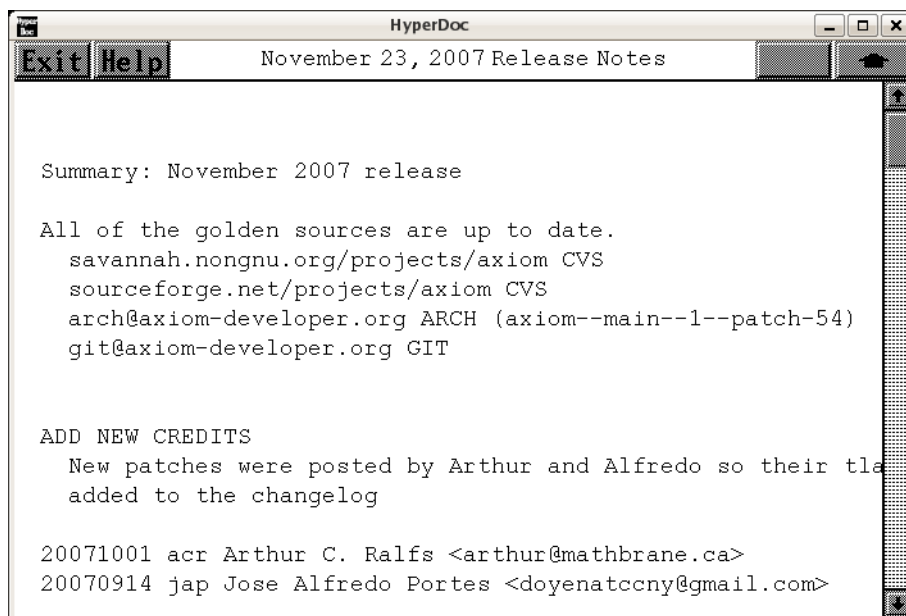 Hyper Doc
HyperDoc
Exit Help November 23, 2007 Release Notes
Summary: November 2007 release
All of the golden sources are up to date.
savannah.nongnu.org/projects/axiom CVS
sourceforge.net/projects/axiom CVS
arch@axiom-developer.org ARCH (axiom--main--1--patch-54)
git@axiom-developer.org GIT
ADD NEW CREDITS
New patches were posted by Arthur and Alfredo so their tla
added to the changelog
20071001 acr Arthur C. Ralfs <arthur@mathbrane.ca>
20070914 jap Jose Alfredo Portes <doyenatccny@gmail.com>